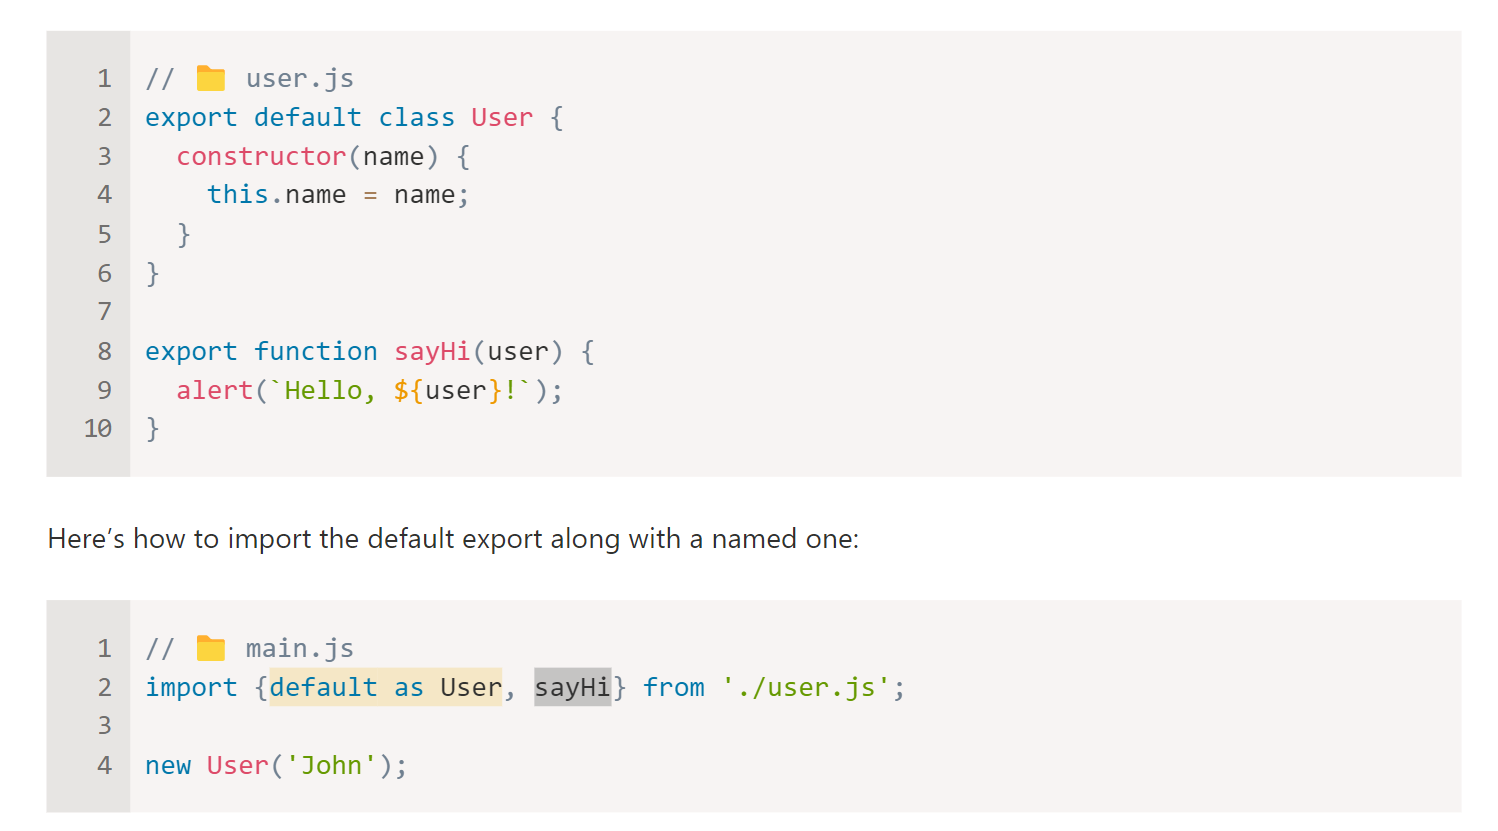 1 // 📁 user.js
2 export default class User {
3   constructor(name) {
4     this.name = name;
5   }
6 }
7
8 export function sayHi(user) {
9   alert(`Hello, ${user}!`);
10 }
Here’s how to import the default export along with a named one:
1 // 📁 main.js
2 import {default as User, sayHi} from './user.js';
3
4 new User('John');